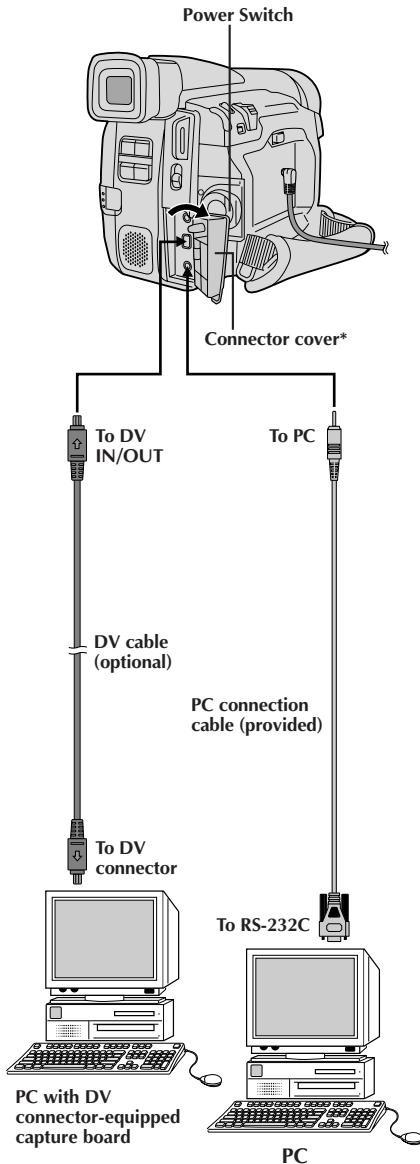 Power Switch
Connector cover*
To DV
IN/OUT
To PC
DV cable
(optional)
PC connection
cable (provided)
To DV
connector
To RS-232C
PC with DV
connector-equipped
capture board
PC